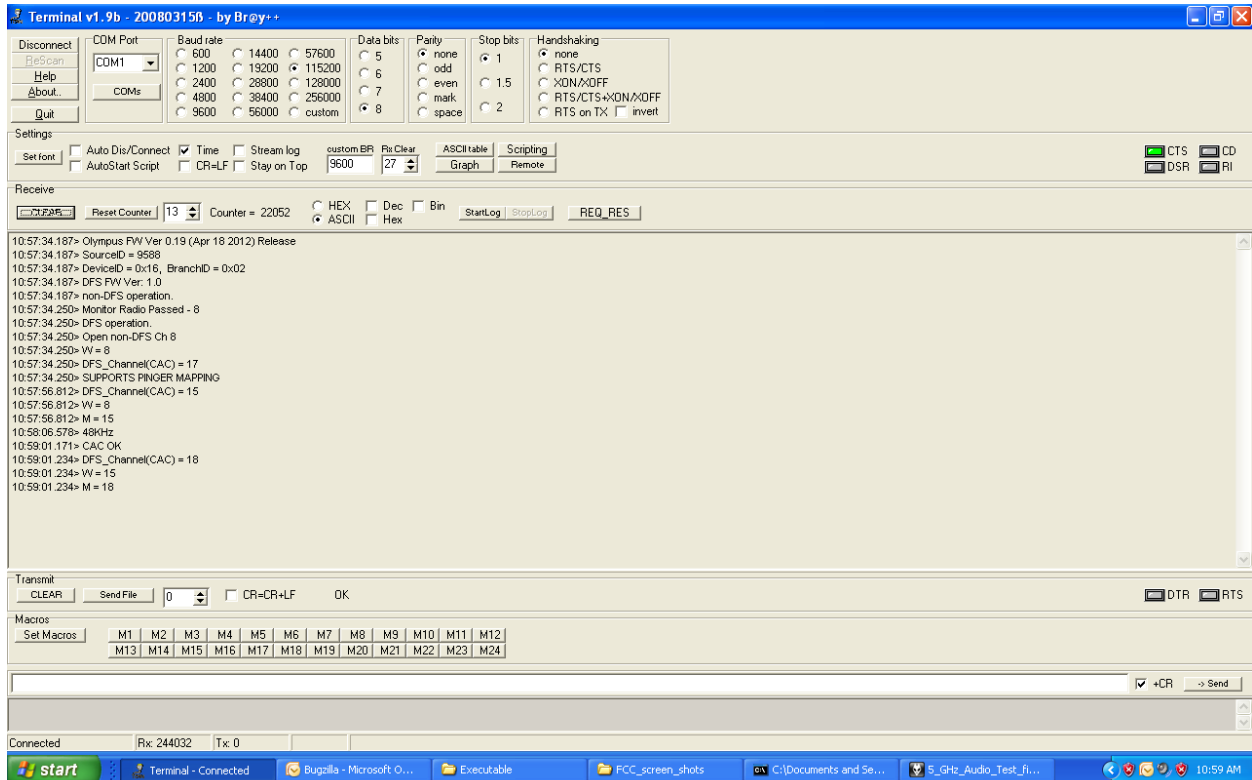 Terminal v1.9b - 20080315ß - by Br@y++
Disconnect
ReScan
Help
About..
Quit
COM Port
COM1
COMs
Baud rate
600 14400 57600
1200 19200 115200
2400 28800 128000
4800 38400 256000
9600 56000 custom
Data bits
5
6
7
8
Parity
none
odd
even
mark
space
Stop bits
1
1.5
2
Handshaking
none
RTS/CTS
XON/XOFF
RTS/CTS+XON/XOFF
RTS on TX invert
Settings
Set font
Auto Dis/Connect Time Stream log
AutoStart Script CR=LF Stay on Top
custom BR Rx Clear
9600 27
ASCII table Scripting
Graph Remote
CTS CD
DSR RI
Receive
CLEAR Reset Counter 13 Counter = 22052
HEX Dec Bin
ASCII Hex
StartLog StopLog REQ_RES
10:57:34.187> Olympus FW Ver 0.19 (Apr 18 2012) Release
10:57:34.187> SourceID = 9588
10:57:34.187> DeviceID = 0x16, BranchID = 0x02
10:57:34.187> DFS FW Ver: 1.0
10:57:34.187> non-DFS operation.
10:57:34.250> Monitor Radio Passed - 8
10:57:34.250> DFS operation.
10:57:34.250> Open non-DFS Ch 8
10:57:34.250> W = 8
10:57:34.250> DFS_Channel(CAC) = 17
10:57:34.250> SUPPORTS PINGER MAPPING
10:57:56.812> DFS_Channel(CAC) = 15
10:57:56.812> W = 8
10:57:56.812> M = 15
10:58:06.578> 48KHz
10:59:01.171> CAC OK
10:59:01.234> DFS_Channel(CAC) = 18
10:59:01.234> W = 15
10:59:01.234> M = 18
Transmit
CLEAR Send File 0 CR=CR+LF OK
DTR RTS
Macros
Set Macros
M1 M2 M3 M4 M5 M6 M7 M8 M9 M10 M11 M12
M13 M14 M15 M16 M17 M18 M19 M20 M21 M22 M23 M24
+CR -> Send
Connected Rx: 244032 Tx: 0
start Terminal - Connected Bugzilla - Microsoft O... Executable FCC_screen_shots C:\Documents and Se... 5_GHz_Audio_Test_fi... 10:59 AM